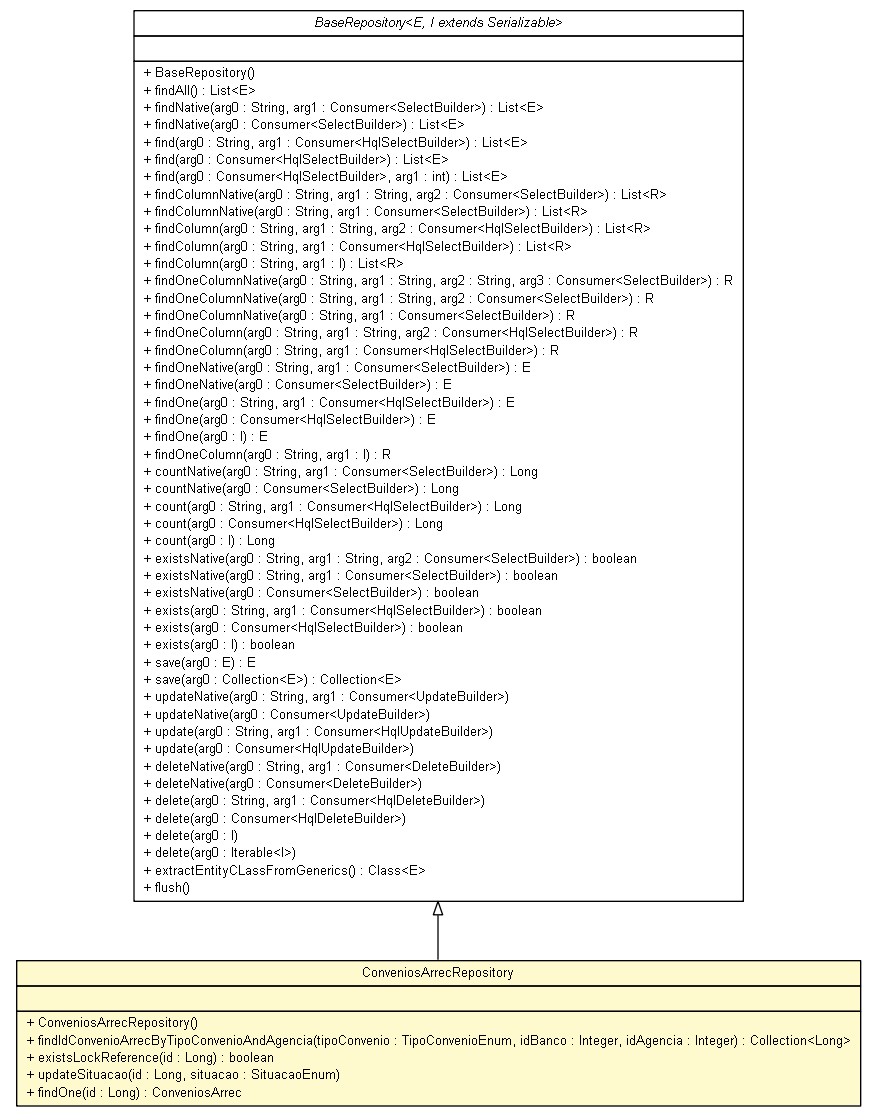 BaseRepository<E, I extends Serializable>
+ BaseRepository()
+ findAll() : List<E>
+ findNative(arg0 : String, arg1 : Consumer<SelectBuilder>) : List<E>
+ findNative(arg0 : Consumer<SelectBuilder>) : List<E>
+ find(arg0 : String, arg1 : Consumer<HqlSelectBuilder>) : List<E>
+ find(arg0 : Consumer<HqlSelectBuilder>) : List<E>
+ find(arg0 : Consumer<HqlSelectBuilder>, arg1 : int) : List<E>
+ findColumnNative(arg0 : String, arg1 : String, arg2 : Consumer<SelectBuilder>) : List<R>
+ findColumnNative(arg0 : String, arg1 : Consumer<SelectBuilder>) : List<R>
+ findColumn(arg0 : String, arg1 : String, arg2 : Consumer<HqlSelectBuilder>) : List<R>
+ findColumn(arg0 : String, arg1 : Consumer<HqlSelectBuilder>) : List<R>
+ findColumn(arg0 : String, arg1 : I) : List<R>
+ findOneColumnNative(arg0 : String, arg1 : String, arg2 : String, arg3 : Consumer<SelectBuilder>) : R
+ findOneColumnNative(arg0 : String, arg1 : String, arg2 : Consumer<SelectBuilder>) : R
+ findOneColumnNative(arg0 : String, arg1 : Consumer<SelectBuilder>) : R
+ findOneColumn(arg0 : String, arg1 : String, arg2 : Consumer<HqlSelectBuilder>) : R
+ findOneColumn(arg0 : String, arg1 : Consumer<HqlSelectBuilder>) : R
+ findOneNative(arg0 : String, arg1 : Consumer<SelectBuilder>) : E
+ findOneNative(arg0 : Consumer<SelectBuilder>) : E
+ findOne(arg0 : String, arg1 : Consumer<HqlSelectBuilder>) : E
+ findOne(arg0 : Consumer<HqlSelectBuilder>) : E
+ findOne(arg0 : I) : E
+ findOneColumn(arg0 : String, arg1 : I) : R
+ countNative(arg0 : String, arg1 : Consumer<SelectBuilder>) : Long
+ countNative(arg0 : Consumer<SelectBuilder>) : Long
+ count(arg0 : String, arg1 : Consumer<HqlSelectBuilder>) : Long
+ count(arg0 : Consumer<HqlSelectBuilder>) : Long
+ count(arg0 : I) : Long
+ existsNative(arg0 : String, arg1 : String, arg2 : Consumer<SelectBuilder>) : boolean
+ existsNative(arg0 : String, arg1 : Consumer<SelectBuilder>) : boolean
+ existsNative(arg0 : Consumer<SelectBuilder>) : boolean
+ exists(arg0 : String, arg1 : Consumer<HqlSelectBuilder>) : boolean
+ exists(arg0 : Consumer<HqlSelectBuilder>) : boolean
+ exists(arg0 : I) : boolean
+ save(arg0 : E) : E
+ save(arg0 : Collection<E>) : Collection<E>
+ updateNative(arg0 : String, arg1 : Consumer<UpdateBuilder>)
+ updateNative(arg0 : Consumer<UpdateBuilder>)
+ update(arg0 : String, arg1 : Consumer<HqlUpdateBuilder>)
+ update(arg0 : Consumer<HqlUpdateBuilder>)
+ deleteNative(arg0 : String, arg1 : Consumer<DeleteBuilder>)
+ deleteNative(arg0 : Consumer<DeleteBuilder>)
+ delete(arg0 : String, arg1 : Consumer<HqlDeleteBuilder>)
+ delete(arg0 : Consumer<HqlDeleteBuilder>)
+ delete(arg0 : I)
+ delete(arg0 : Iterable<I>)
+ extractEntityCLassFromGenerics() : Class<E>
+ flush()
ConveniosArrecRepository
+ ConveniosArrecRepository()
+ findIdConvenioArrecByTipoConvenioAndAgencia(tipoConvenio : TipoConvenioEnum, idBanco : Integer, idAgencia : Integer) : Collection<Long>
+ existsLockReference(id : Long) : boolean
+ updateSituacao(id : Long, situacao : SituacaoEnum)
+ findOne(id : Long) : ConveniosArrec